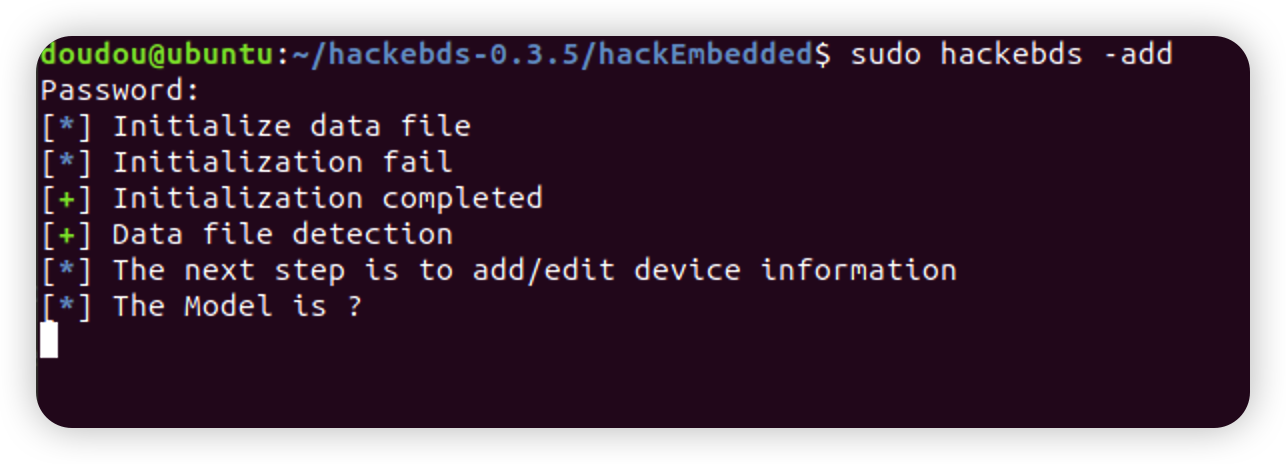 doudou@ubuntu:~/hackebds-0.3.5/hackEmbedded$ sudo hackebds -add
Password:
[*] Initialize data file
[*] Initialization fail
[+] Initialization completed
[+] Data file detection
[*] The next step is to add/edit device information
[*] The Model is ?